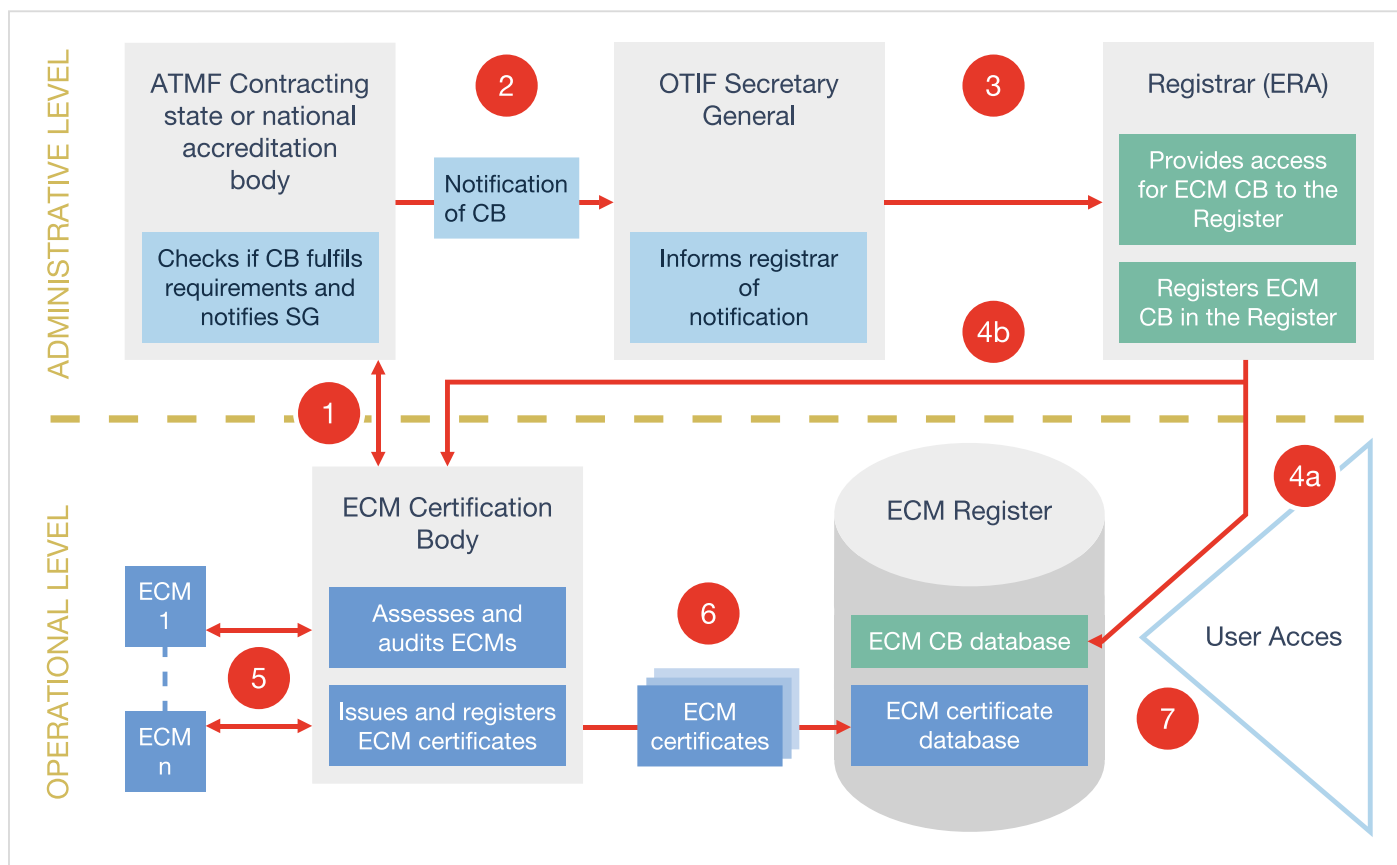 ADMINISTRATIVE LEVEL
ATMF Contracting
state or national
accreditation
body
Checks if CB fulfils
requirements and
notifies SG
2
Notification
of CB
OTIF Secretary
General
Informs registrar
of
notification
3
Registrar (ERA)
Provides access
for ECM CB to the
Register
Registers ECM
CB in the Register
4b
1
4a
OPERATIONAL LEVEL
ECM
1
ECM
n
5
ECM Certification
Body
Assesses and
audits ECMs
Issues and registers
ECM certificates
6
ECM
certificates
ECM Register
ECM CB database
ECM certificate
database
7
User Acces